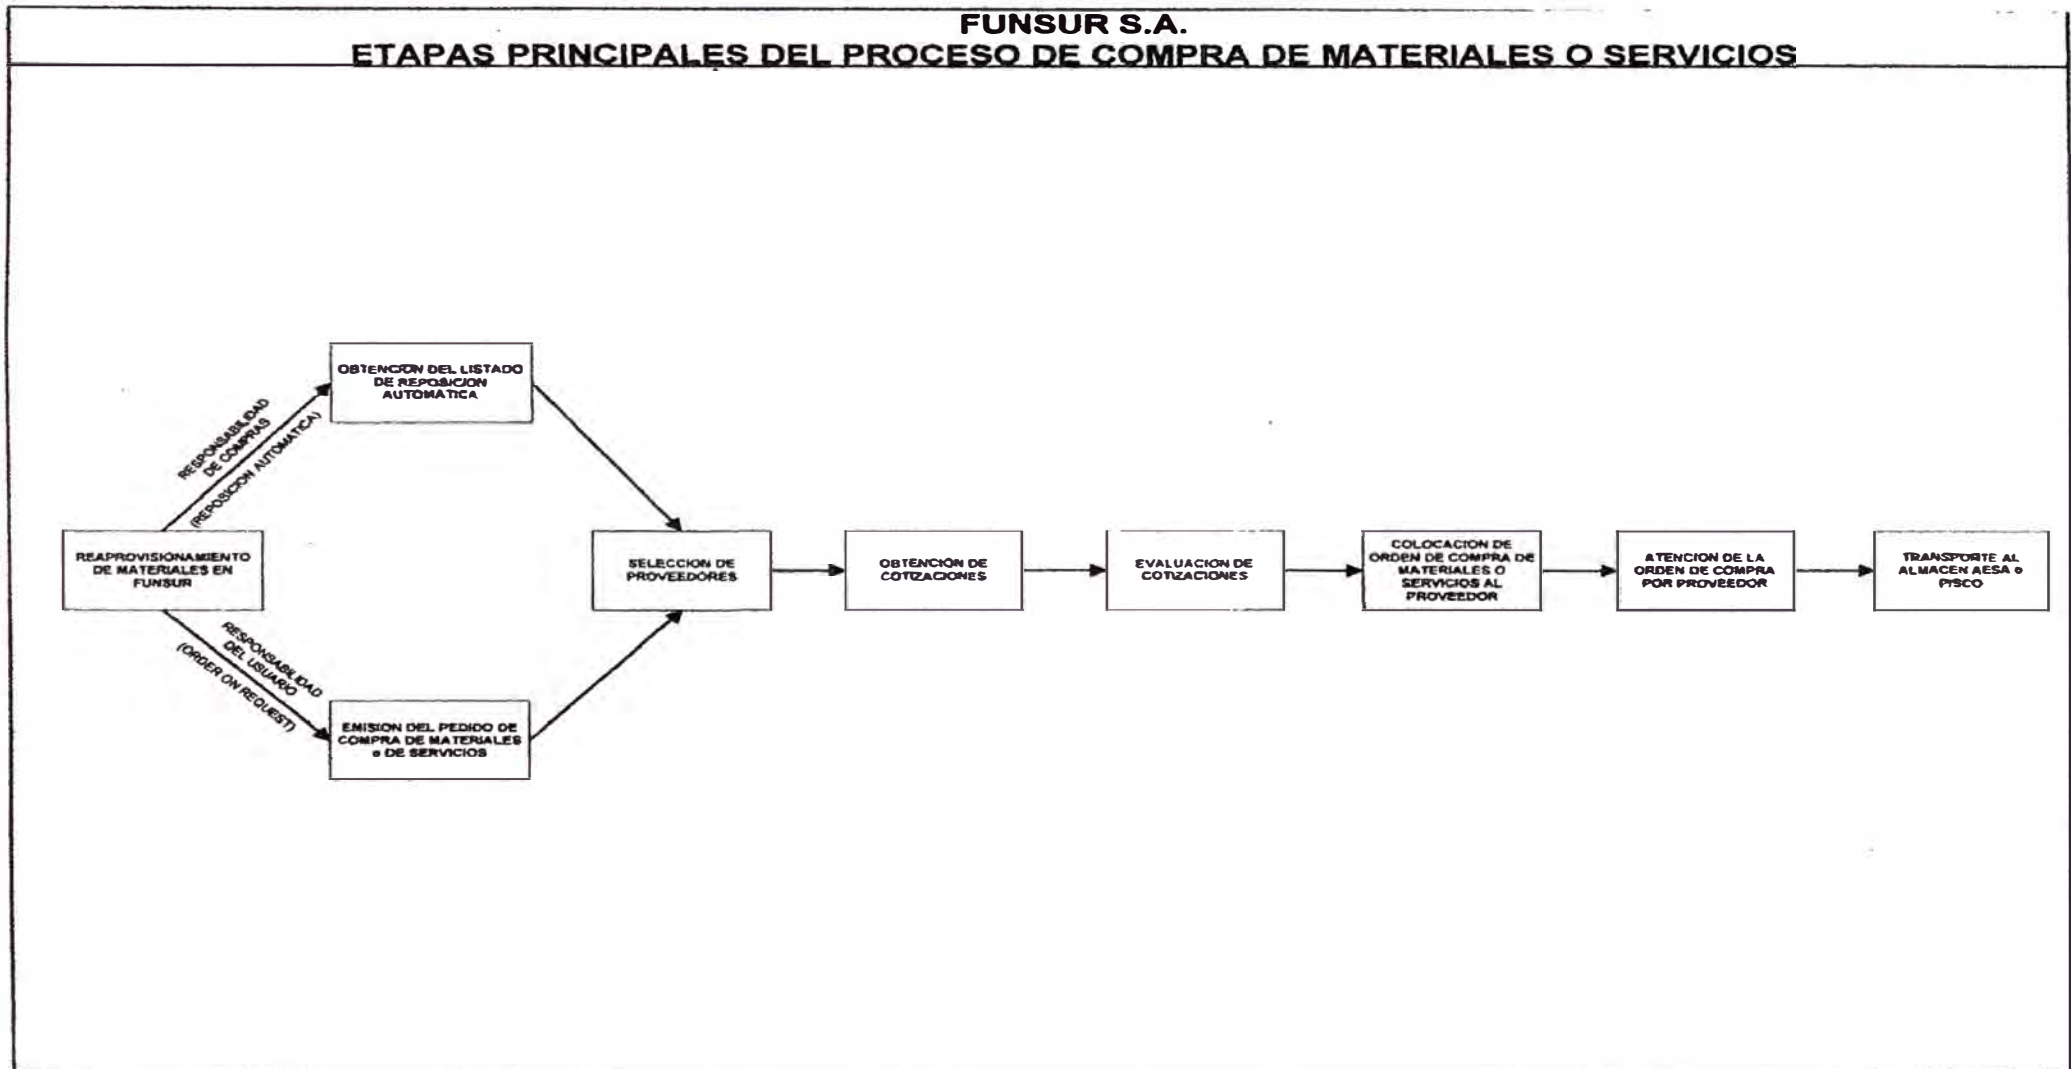 FUNSUR S.A.
ETAPAS PRINCIPALES DEL PROCESO DE COMPRA DE MATERIALES O SERVICIOS
OBTENCION DEL LISTADO
DE REPOSICION
AUTOMATICA
RESPONSABILIDAD
DE COMPRAS
(REPOSICION AUTOMATICA)
REAPROVISIONAMIENTO
DE MATERIALES EN
FUNSUR
RESPONSABILIDAD
DEL USUARIO
(ORDER ON REQUEST)
EMISION DEL PEDIDO DE
COMPRA DE MATERIALES
o DE SERVICIOS
SELECCION DE
PROVEEDORES
OBTENCION DE
COTIZACIONES
EVALUACION DE
COTIZACIONES
COLOCACION DE
ORDEN DE COMPRA DE
MATERIALES O
SERVICIOS AL
PROVEEDOR
ATENCION DE LA
ORDEN DE COMPRA
POR PROVEEDOR
TRANSPORTE AL
ALMACEN AESA o
PISCO